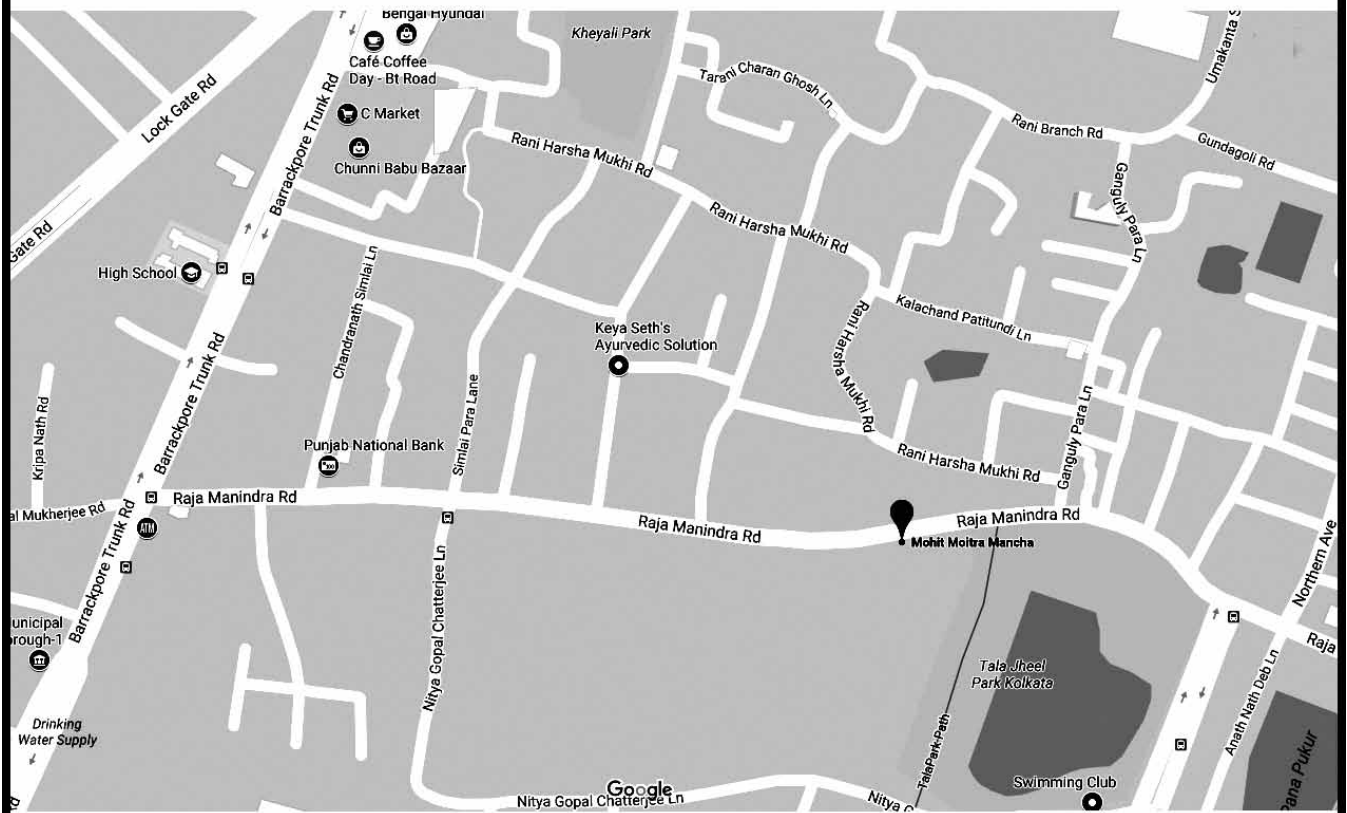 Bengal Hyundai
Kheyali Park
Café Coffee
Day - Bt Road
Lock Gate Rd
Barrackpore Trunk Rd
C Market
Chunni Babu Bazaar
Tarani Charan Ghosh Ln
Umakanta S
Rani Branch Rd
Gundagoli Rd
Rani Harsha Mukhi Rd
Ganguly Para Ln
Rani Harsha Mukhi Rd
Gate Rd
High School
Chandranath Simlai Ln
Kalachand Patitundi Ln
Rani Harsha Mukhi Rd
Keya Seth's
Ayurvedic Solution
Barrackpore Trunk Rd
Simlai Para Lane
Kripa Nath Rd
Punjab National Bank
Ganguly Para Ln
Rani Harsha Mukhi Rd
Raja Manindra Rd
al Mukherjee Rd
Raja Manindra Rd
Raja Manindra Rd
ATM
Mohit Moitra Mancha
Barrackpore Trunk Rd
Northern Ave
Nitya Gopal Chatterjee Ln
unicipal
rough-1
Raja
Tala Jheel
Park Kolkata
Anath Nath Deb Ln
Drinking
Water Supply
TalaPark-Path
Pana Pukur
Swimming Club
Google
Nitya Gopal Chatterjee Ln
Nitya G
Rd